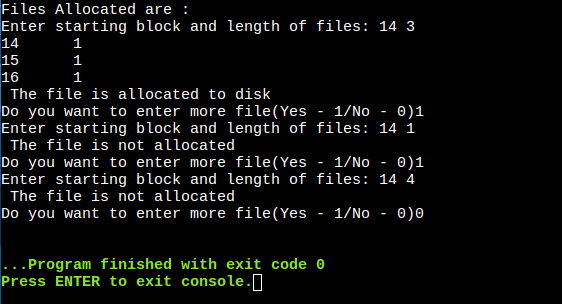 Files Allocated are :
Enter starting block and length of files: 14 3
14      1
15      1
16      1
 The file is allocated to disk
Do you want to enter more file(Yes - 1/No - 0)1
Enter starting block and length of files: 14 1
 The file is not allocated
Do you want to enter more file(Yes - 1/No - 0)1
Enter starting block and length of files: 14 4
 The file is not allocated
Do you want to enter more file(Yes - 1/No - 0)0
...Program finished with exit code 0
Press ENTER to exit console.